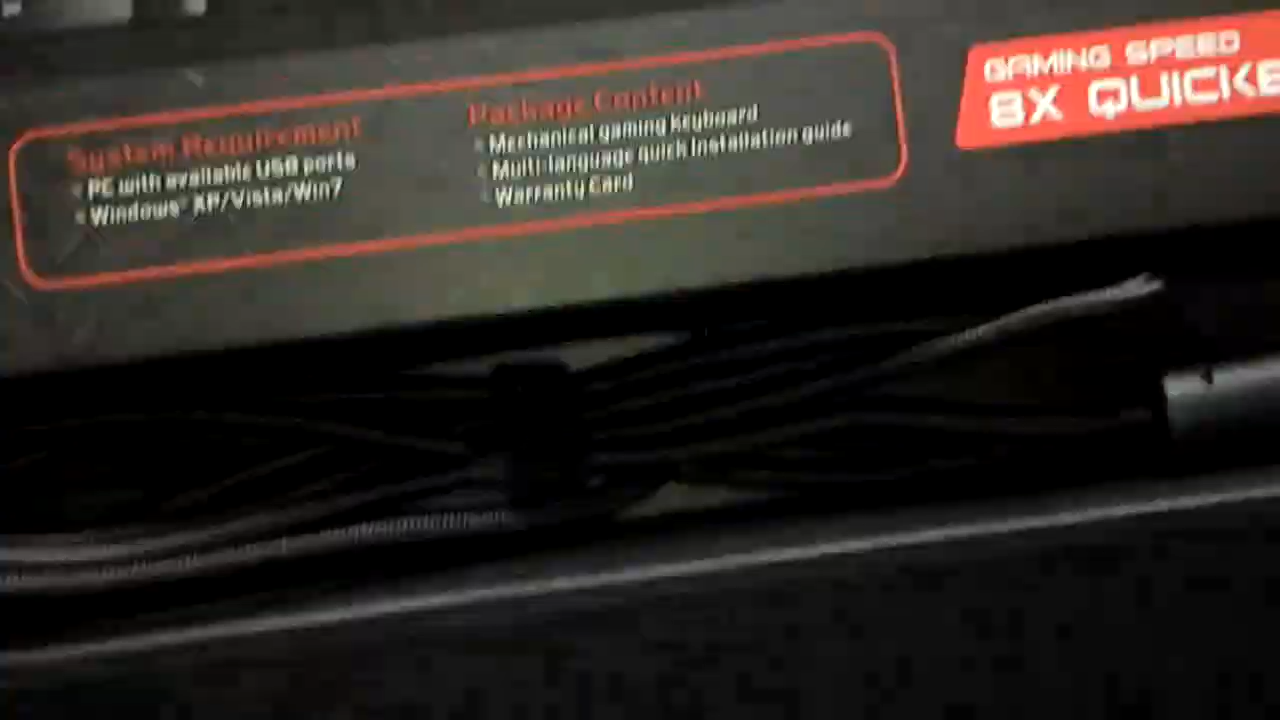 System Requirement
• PC with available USB ports
• Windows® XP/Vista/Win7
Package Content
• Mechanical gaming keyboard
• Multi-language quick Installation guide
• Warranty Card
GAMING SPEED
8X QUICKE